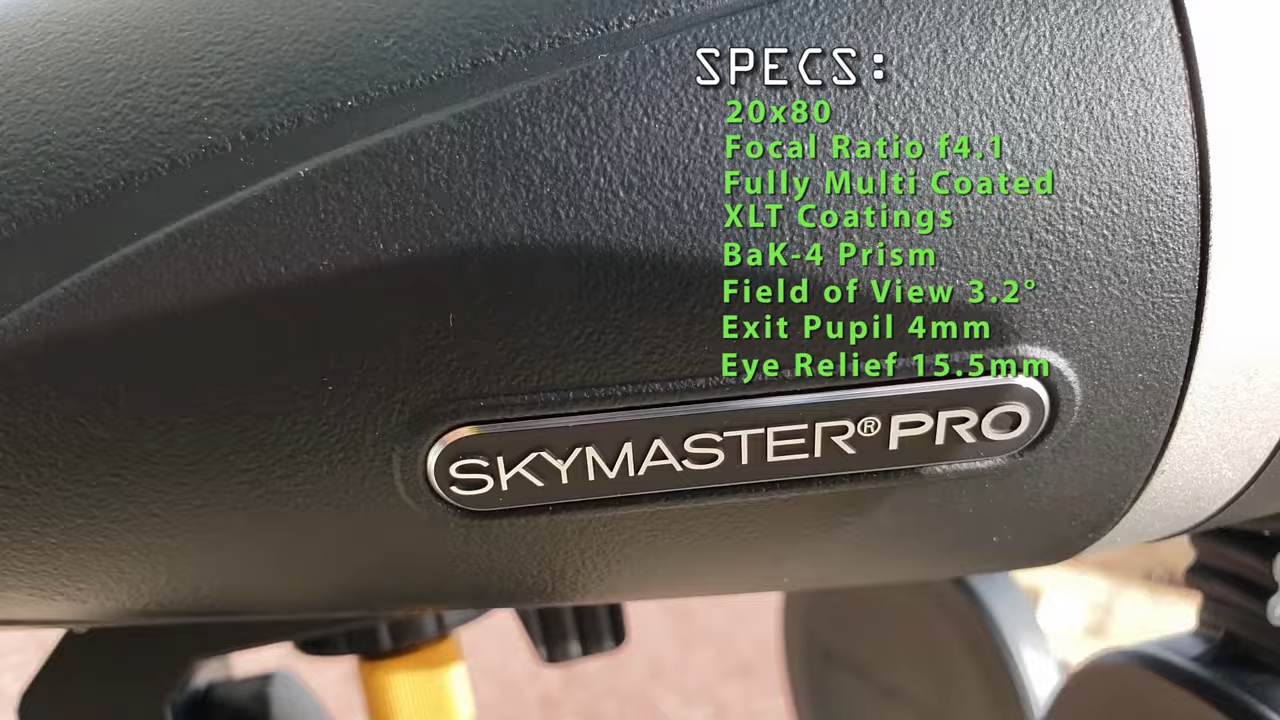 SPECS:
20x80
Focal Ratio f4.1
Fully Multi Coated
XLT Coatings
BaK-4 Prism
Field of View 3.2°
Exit Pupil 4mm
Eye Relief 15.5mm
SKYMASTER® PRO